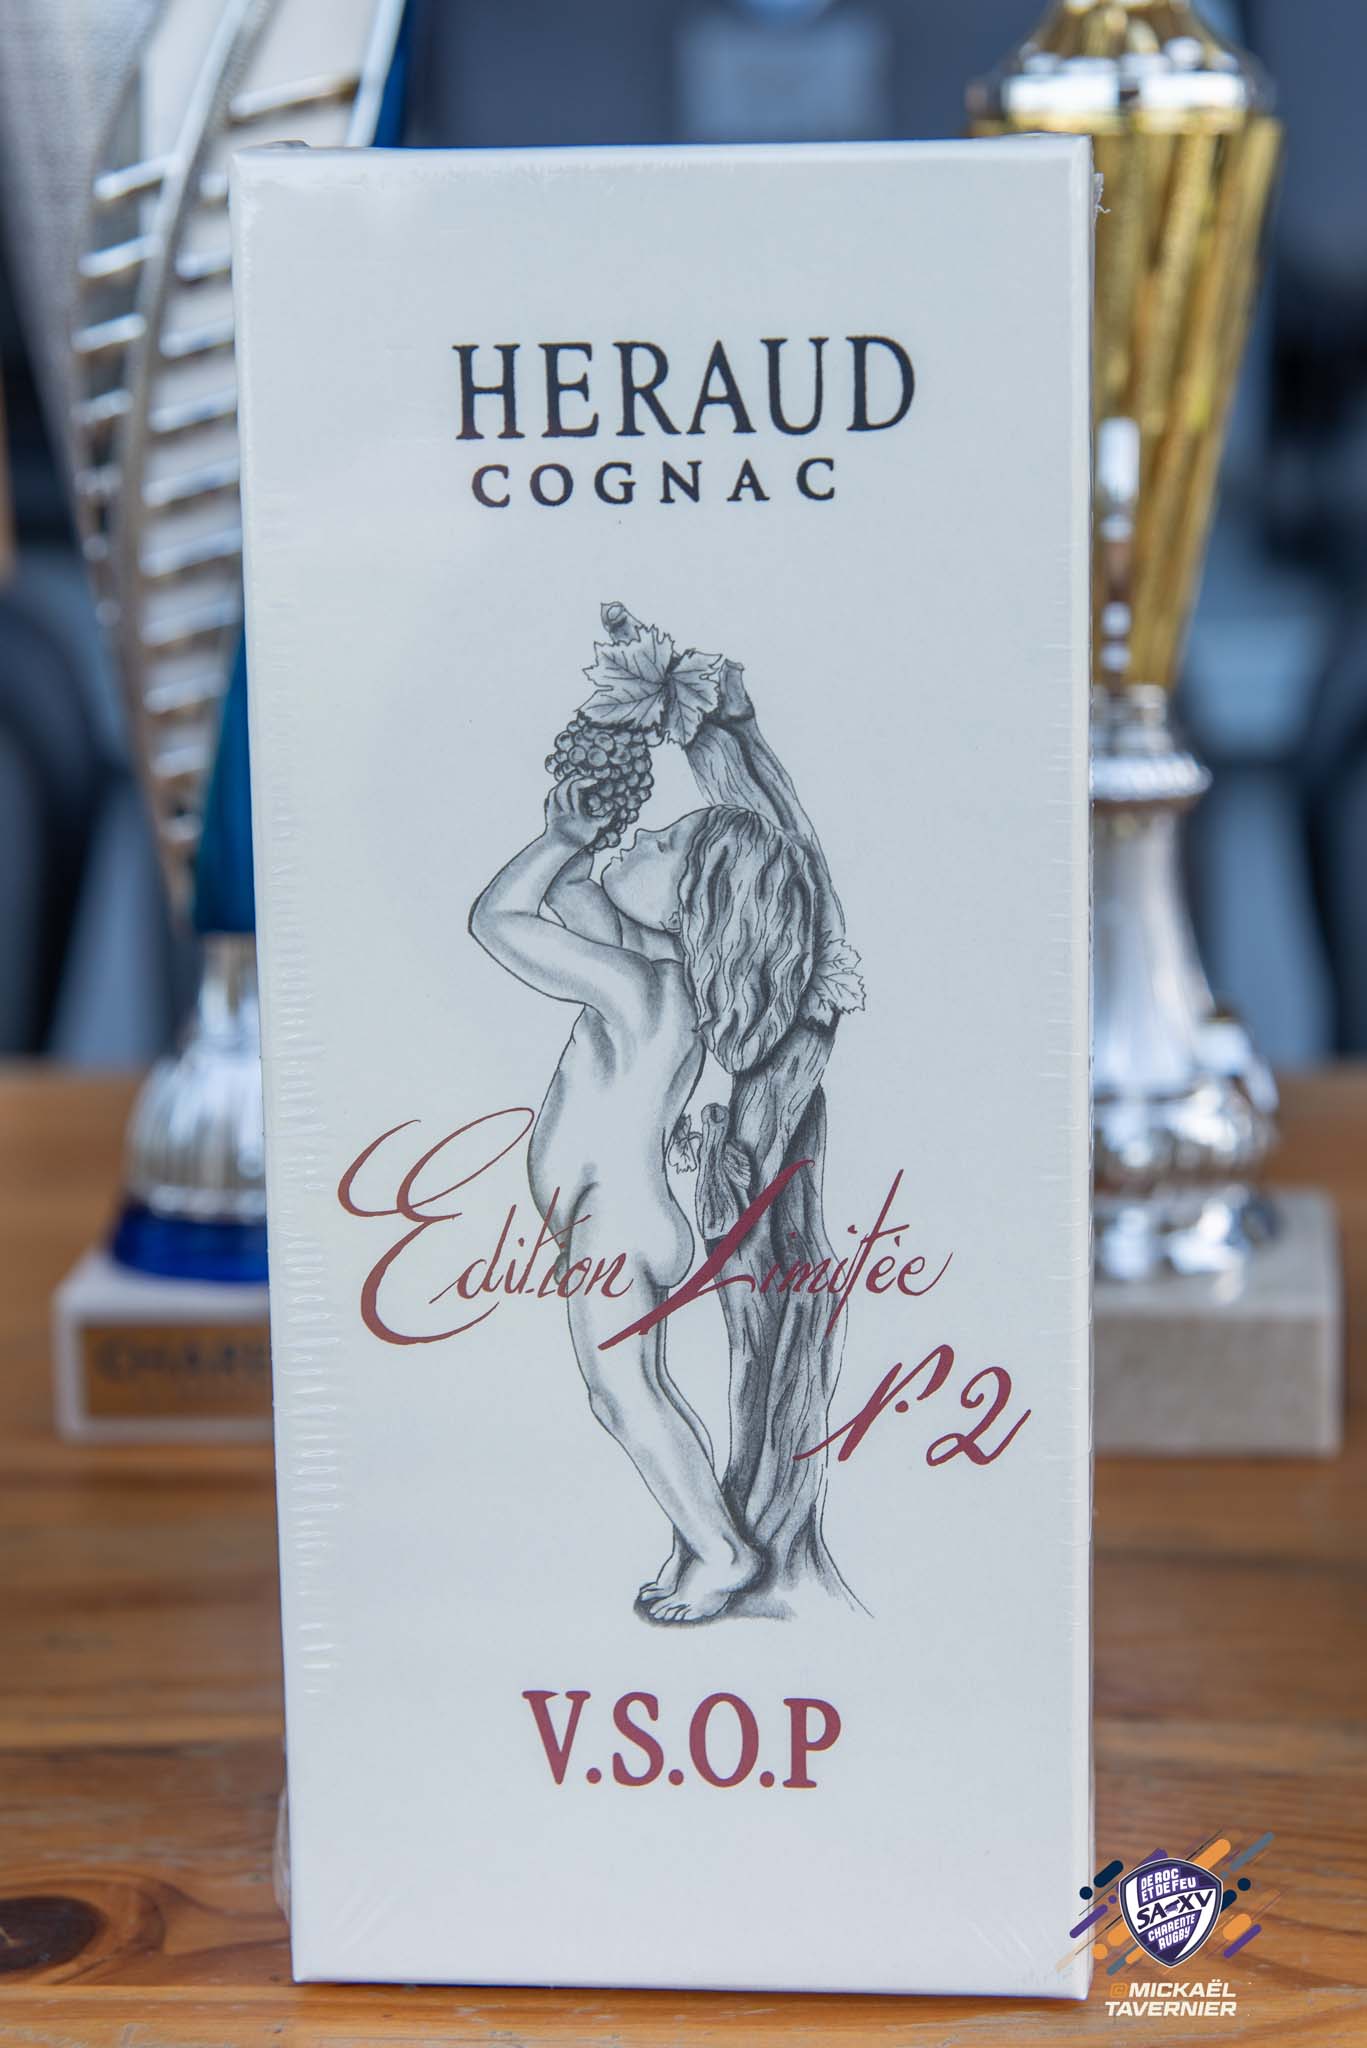 HERAUD
COGNAC
Edition Limitée
n° 2
V.S.O.P
DE ROC
ET DE FEU
SA-XV
CHARENTE
RUGBY
©MICKAËL
TAVERNIER